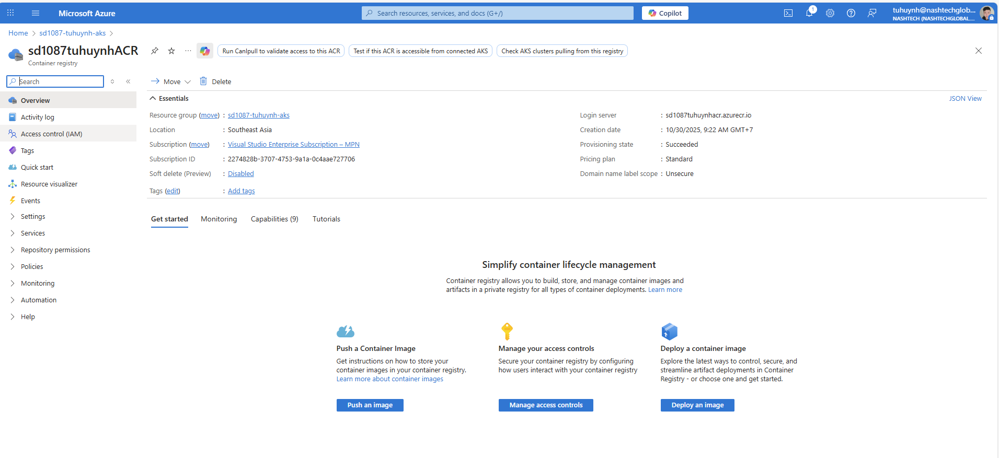 Microsoft Azure
Search resources, services, and docs (G+/)
Copilot
1
tuhuynh@nashtechglob...
NASHTECH (NASHTECHGLOBAL....
Home > sd1087-tuhuynh-aks >
sd1087tuhuynhACR
Container registry
Run CanIpull to validate access to this ACR
Test if this ACR is accessible from connected AKS
Check AKS clusters pulling from this registry
Search
Overview
Activity log
Access control (IAM)
Tags
Quick start
Resource visualizer
Events
Settings
Services
Repository permissions
Policies
Monitoring
Automation
Help
Move
Delete
Essentials
JSON View
Resource group (move) : sd1087-tuhuynh-aks
Location : Southeast Asia
Subscription (move) : Visual Studio Enterprise Subscription – MPN
Subscription ID : 2274828b-3707-4753-9a1a-0c4aae727706
Soft delete (Preview) : Disabled
Tags (edit) : Add tags
Login server : sd1087tuhuynhacr.azurecr.io
Creation date : 10/30/2025, 9:22 AM GMT+7
Provisioning state : Succeeded
Pricing plan : Standard
Domain name label scope : Unsecure
Get started
Monitoring
Capabilities (9)
Tutorials
Simplify container lifecycle management
Container registry allows you to build, store, and manage container images and
artifacts in a private registry for all types of container deployments. Learn more
Push a Container Image
Get instructions on how to store your
container images in your container registry.
Learn more about container images
Push an image
Manage your access controls
Secure your container registry by configuring
how users interact with your container registry
Manage access controls
Deploy a container image
Explore the latest ways to control, secure, and
streamline artifact deployments in Container
Registry - or choose one and get started.
Deploy an image